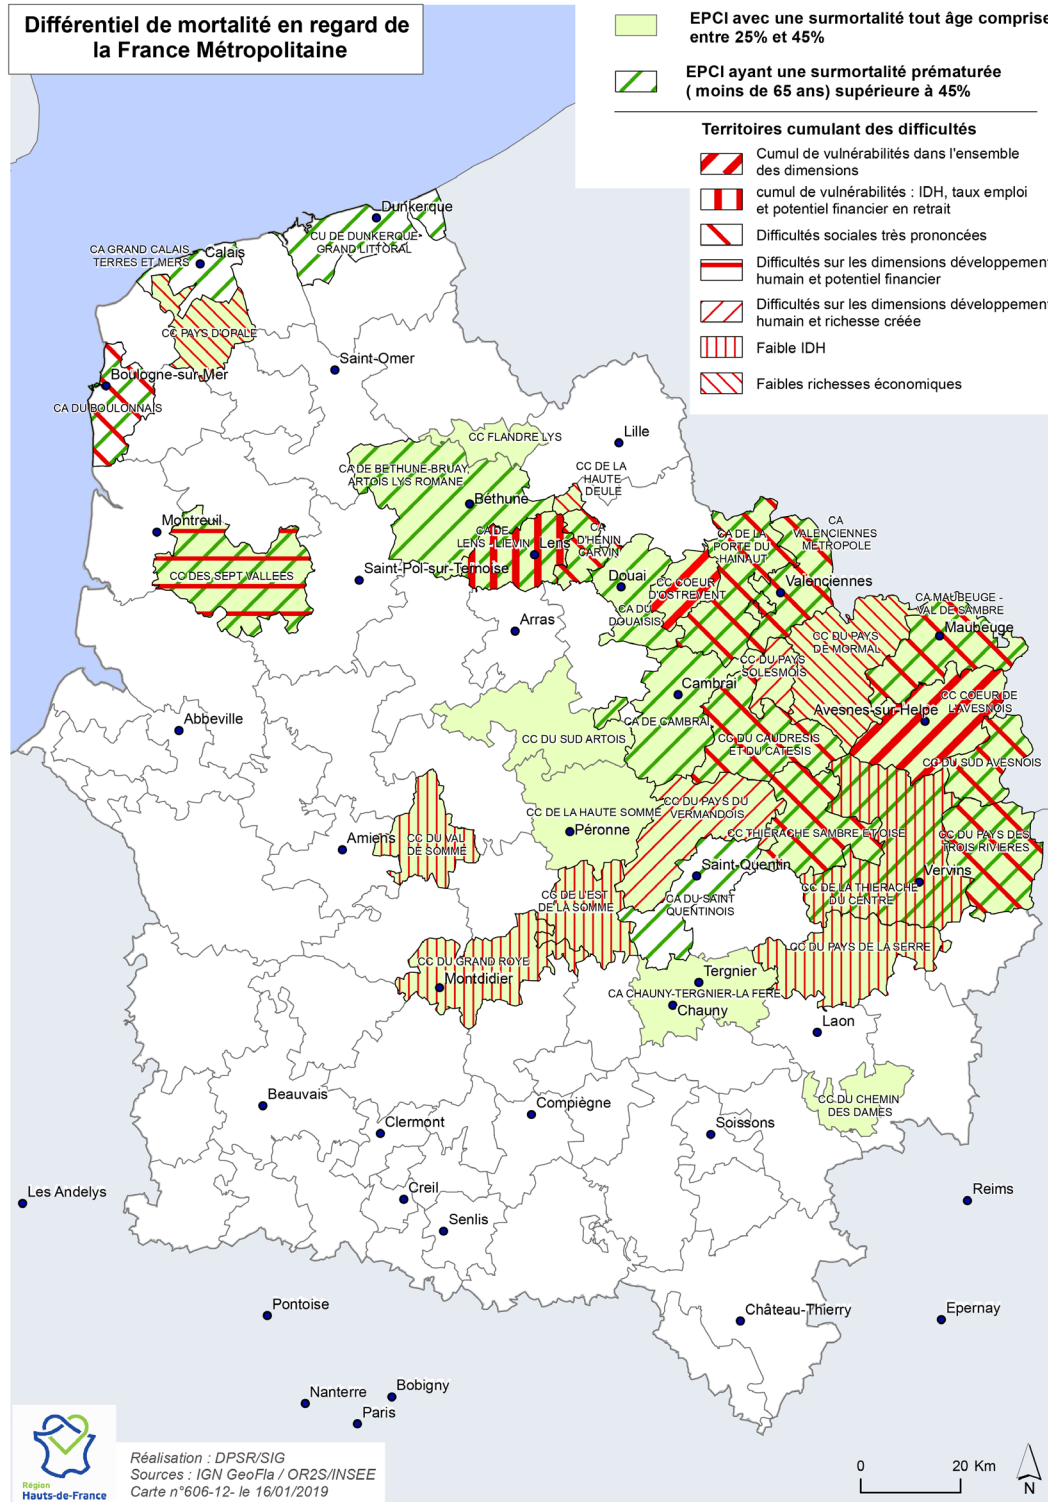 Différentiel de mortalité en regard de
la France Métropolitaine
EPCI avec une surmortalité tout âge comprise
entre 25% et 45%
EPCI ayant une surmortalité prématurée
( moins de 65 ans) supérieure à 45%
Territoires cumulant des difficultés
Cumul de vulnérabilités dans l'ensemble
des dimensions
cumul de vulnérabilités : IDH, taux emploi
et potentiel financier en retrait
Difficultés sociales très prononcées
Difficultés sur les dimensions développement
humain et potentiel financier
Difficultés sur les dimensions développement
humain et richesse créée
Faible IDH
Faibles richesses économiques
Dunkerque
CU DE DUNKERQUE
GRAND LITTORAL
CA GRAND CALAIS
TERRES ET MERS
Calais
CC PAYS D'OPALE
Saint-Omer
Boulogne-sur-Mer
CA DU BOULONNAIS
CC FLANDRE LYS
Lille
CA DE BETHUNE-BRUAY,
ARTOIS LYS ROMANE
CC DE LA
HAUTE
DEULE
Béthune
Montreuil
CA DE
LENS - LIEVIN
Lens
CA
D'HENIN
CARVIN
CA DE LA
PORTE DU
HAINAUT
CA
VALENCIENNES
METROPOLE
CC DES SEPT VALLEES
Saint-Pol-sur-Ternoise
Douai
CC COEUR
D'OSTREVENT
Valenciennes
CA DU
DOUAISIS
CA MAUBEUGE -
VAL DE SAMBRE
Maubeuge
Arras
CC DU PAYS
DE MORMAL
CC DU PAYS
SOLESMOIS
Cambrai
CC COEUR DE
L'AVESNOIS
Avesnes-sur-Helpe
Abbeville
CA DE CAMBRAI
CC DU SUD ARTOIS
CC DU CAUDRESIS
ET DU CATESIS
CC DU SUD AVESNOIS
CC DE LA HAUTE SOMME
CC DU PAYS DU
VERMANDOIS
Péronne
Amiens
CC DU VAL
DE SOMME
CC THIERACHE SAMBRE ET OISE
CC DU PAYS DES
TROIS RIVIERES
Saint-Quentin
Vervins
CC DE L'EST
DE LA SOMME
CA DU SAINT
QUENTINOIS
CC DE LA THIERACHE
DU CENTRE
CC DU PAYS DE LA SERRE
CC DU GRAND ROYE
Montdidier
Tergnier
CA CHAUNY-TERGNIER-LA FERE
Chauny
Laon
Beauvais
Compiègne
CC DU CHEMIN
DES DAMES
Clermont
Soissons
Les Andelys
Creil
Reims
Senlis
Pontoise
Château-Thierry
Epernay
Nanterre
Bobigny
Paris
Région
Hauts-de-France
Réalisation : DPSR/SIG
Sources : IGN GeoFla / OR2S/INSEE
Carte n°606-12- le 16/01/2019
0 20 Km
N